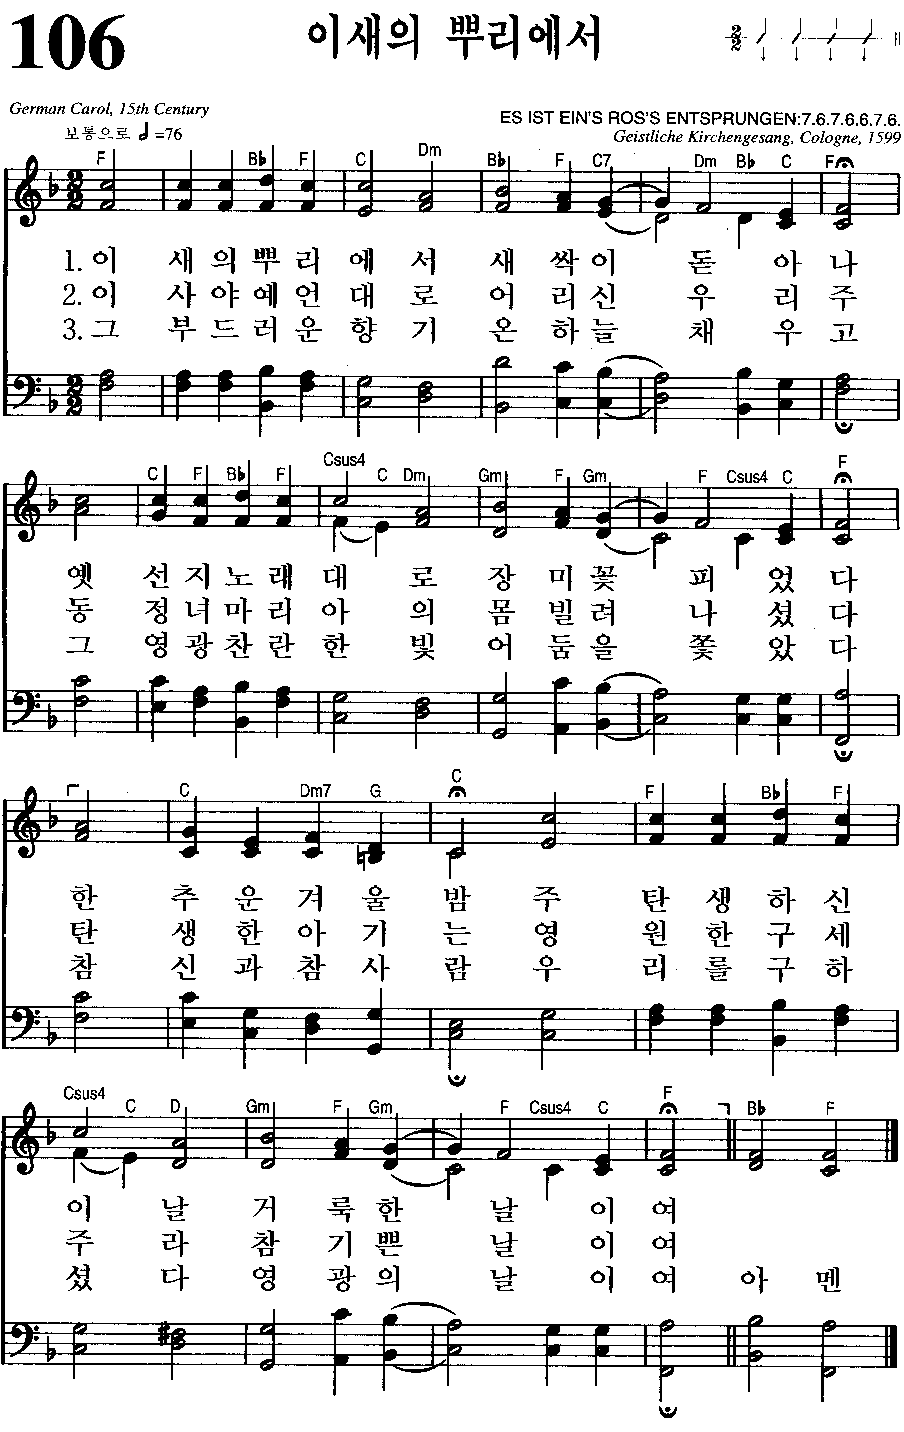 106 이새의 뿌리에서
German Carol, 15th Century
ES IST EIN'S ROS'S ENTSPRUNGEN:7.6.7.6.6.7.6.
보통으로 =76
Geistliche Kirchengesang, Cologne, 1599
F B♭ F C Dm B♭ F C7 Dm B♭ C F
1. 이 새의뿌리에서 새싹이 돋아나
2. 이 사야예언대로 어리신 우리주
3. 그 부드러운향기 온하늘 채우고
C F B♭ F Csus4 C Dm Gm F Gm F Csus4 C F
옛 선지노래대로 장미꽃 피었다
동 정녀마리아의 몸빌려 나셨다
그 영광찬란한빛 어둠을 쫓았다
C Dm7 G C F B♭ F
한 추운겨울밤 주 탄생하신
탄 생한아기는 영 원한구세
참 신과참사람 우 리를구하
Csus4 C D Gm F Gm F Csus4 C F B♭ F
이날 거룩한 날이여
주라 참기쁜 날이여
셨다 영광의 날이여 아멘